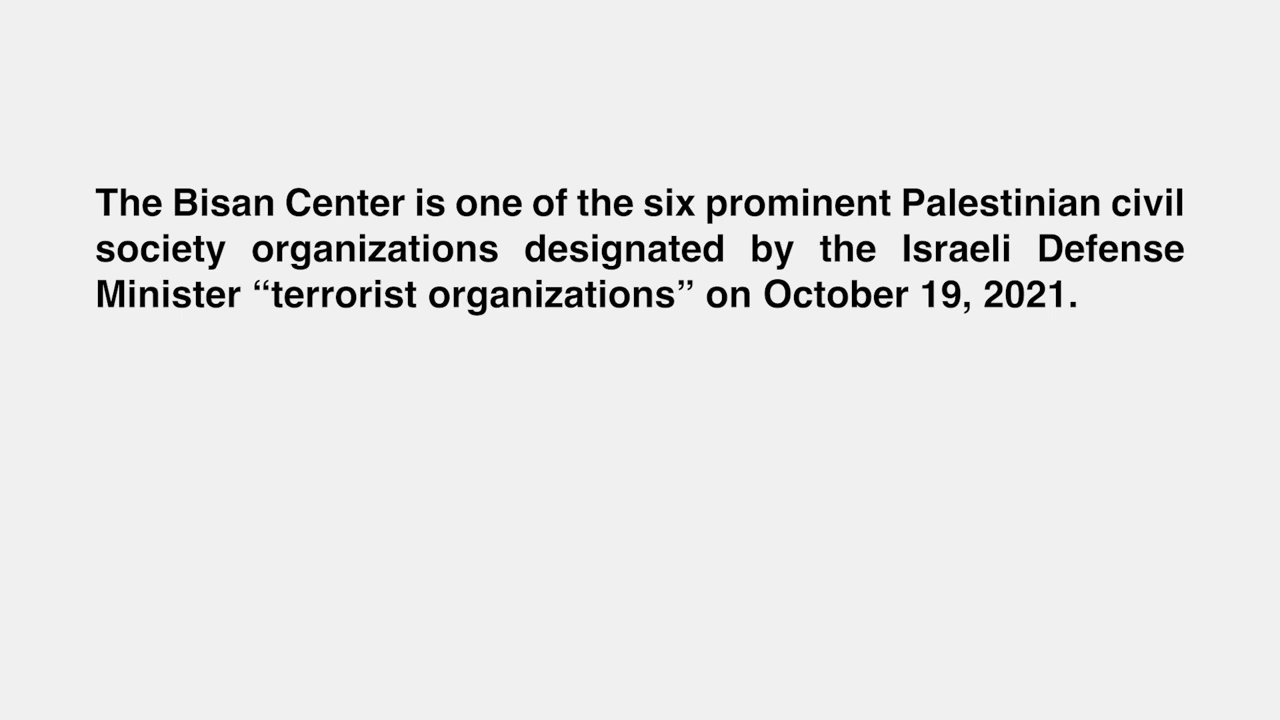 The Bisan Center is one of the six prominent Palestinian civil
society organizations designated by the Israeli Defense
Minister “terrorist organizations” on October 19, 2021.